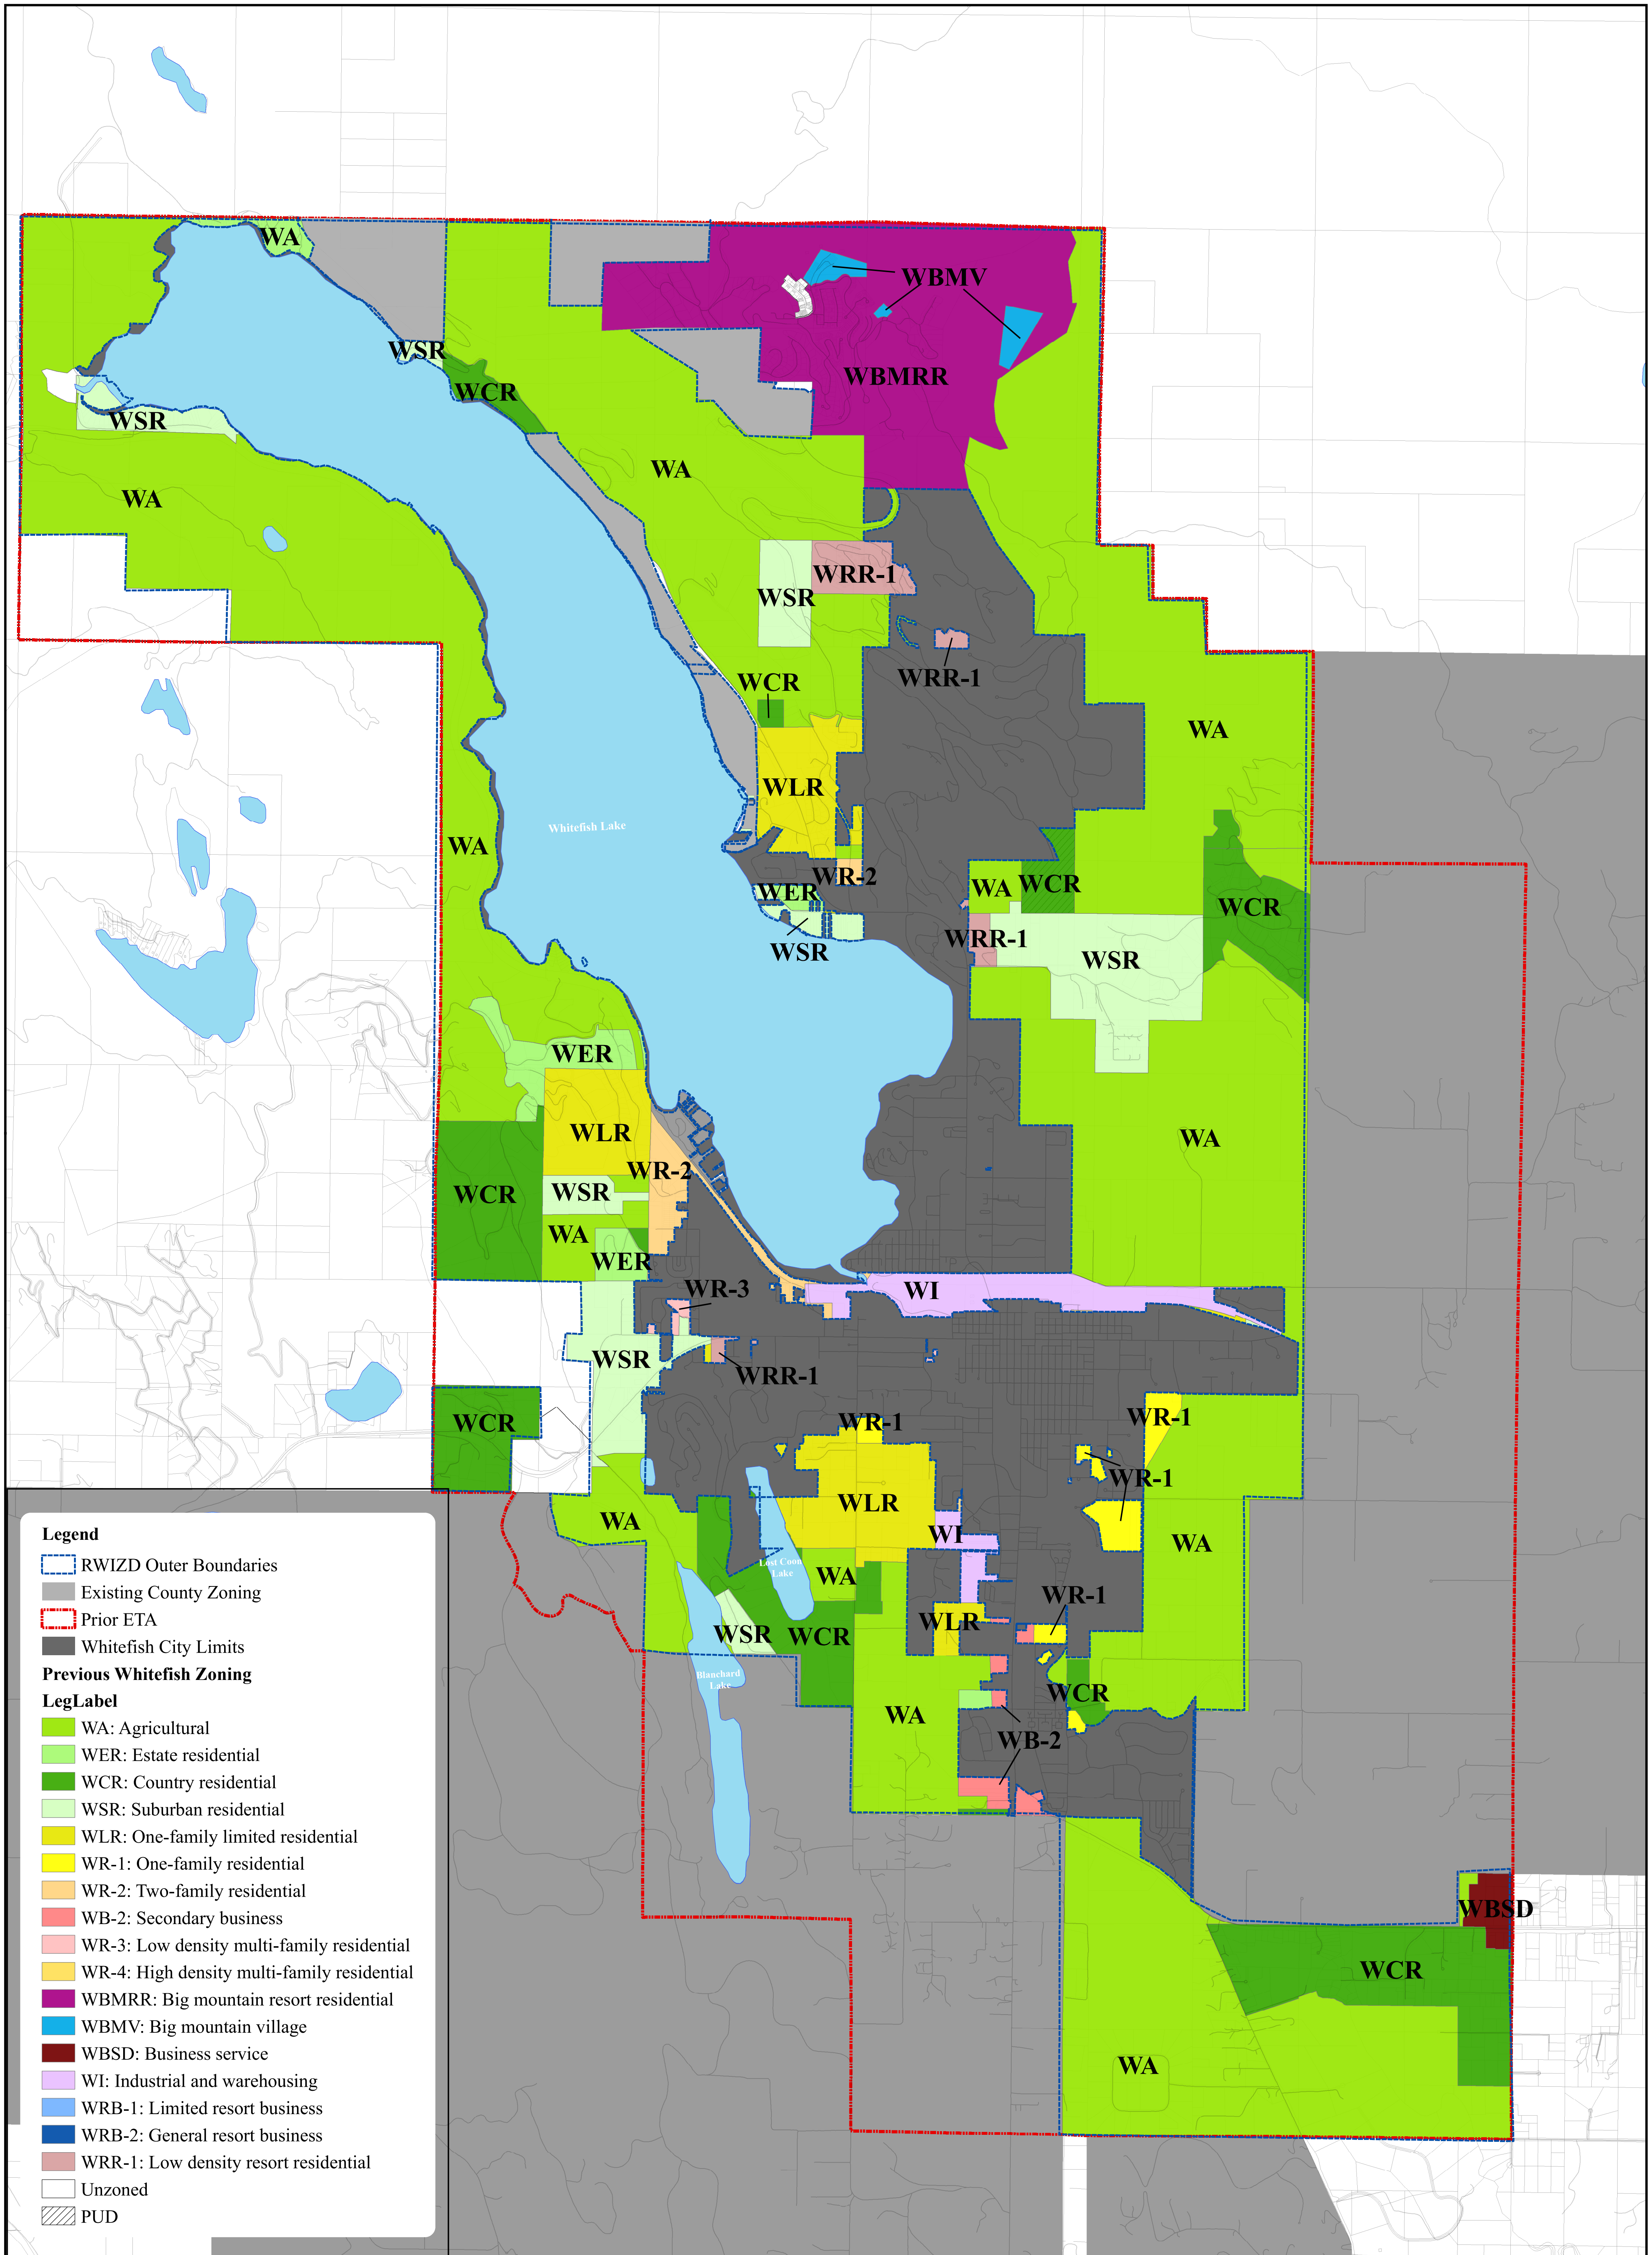 WA
WBMV
WSR
WCR
WBMRR
WSR
WA
WA
WRR-1
WSR
WRR-1
WCR
WA
WLR
Whitefish Lake
WA
WR-2
WA
WCR
WER
WCR
WRR-1
WSR
WSR
WER
WLR
WA
WR-2
WSR
WCR
WA
WER
WR-3
WI
WSR
WRR-1
WCR
WR-1
WR-1
WR-1
WLR
WA
WI
WA
Lost Coon
Lake
WA
WR-1
WSR
WCR
WLR
Blanchard
Lake
WCR
WA
WB-2
WBSD
WCR
WA
Legend
RWIZD Outer Boundaries
Existing County Zoning
Prior ETA
Whitefish City Limits
Previous Whitefish Zoning
LegLabel
WA: Agricultural
WER: Estate residential
WCR: Country residential
WSR: Suburban residential
WLR: One-family limited residential
WR-1: One-family residential
WR-2: Two-family residential
WB-2: Secondary business
WR-3: Low density multi-family residential
WR-4: High density multi-family residential
WBMRR: Big mountain resort residential
WBMV: Big mountain village
WBSD: Business service
WI: Industrial and warehousing
WRB-1: Limited resort business
WRB-2: General resort business
WRR-1: Low density resort residential
Unzoned
PUD